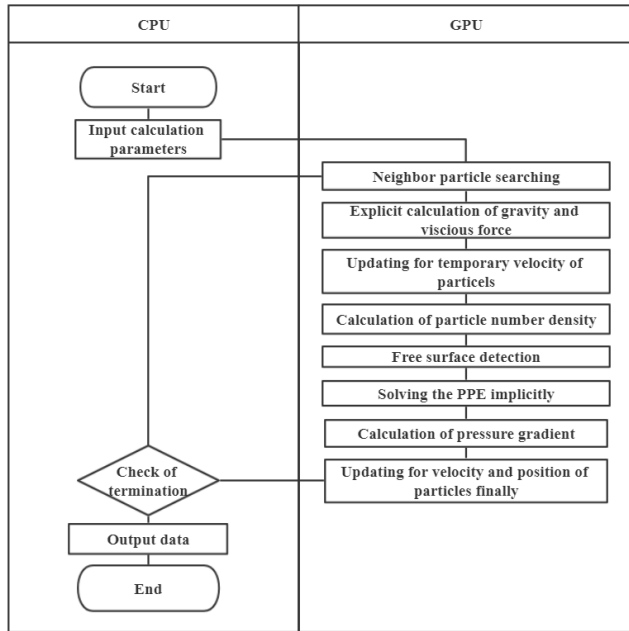 CPU
GPU
Start
Input calculation
parameters
Neighbor particle searching
Explicit calculation of gravity and
viscious force
Updating for temporary velocity of
particels
Calculation of particle number density
Free surface detection
Solving the PPE implicitly
Calculation of pressure gradient
Updating for velocity and position of
particles finally
Check of
termination
Output data
End